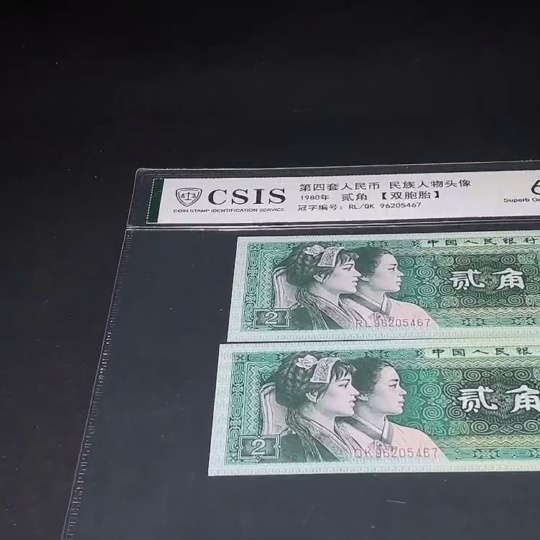 CSIS
COIN STAMP IDENTIFICATION SERVICE
第四套人民币 民族人物头像
1980年 贰角 【双胞胎】
冠字编号: RL/QK 96205467
6
Superb G
中国人民银行
贰角
2
RL96205467
中国人民银
贰角
2
QK96205467